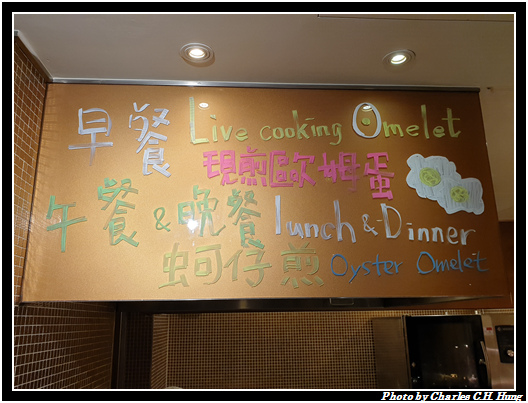 早餐 Live cooking Omelet
現煎歐姆蛋
午餐 & 晚餐 lunch & Dinner
蚵仔煎 Oyster Omelet
Photo by Charles C.H. Hung